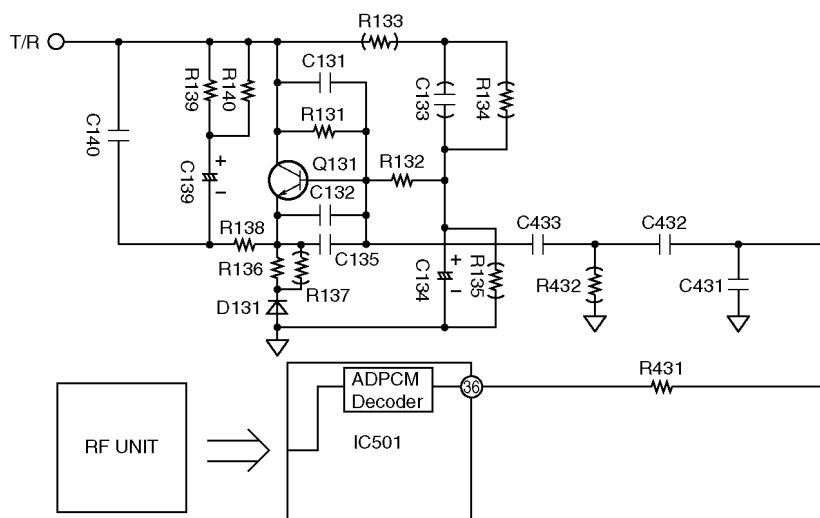 R133
T/R
C131
R139
R140
C133
R134
R131
C140
Q131
R132
+
C139
–
C132
R138
C433
C432
C135
R136
+
C134
–
R135
R432
C431
R137
D131
R431
ADPCM
Decoder
36
RF UNIT
IC501